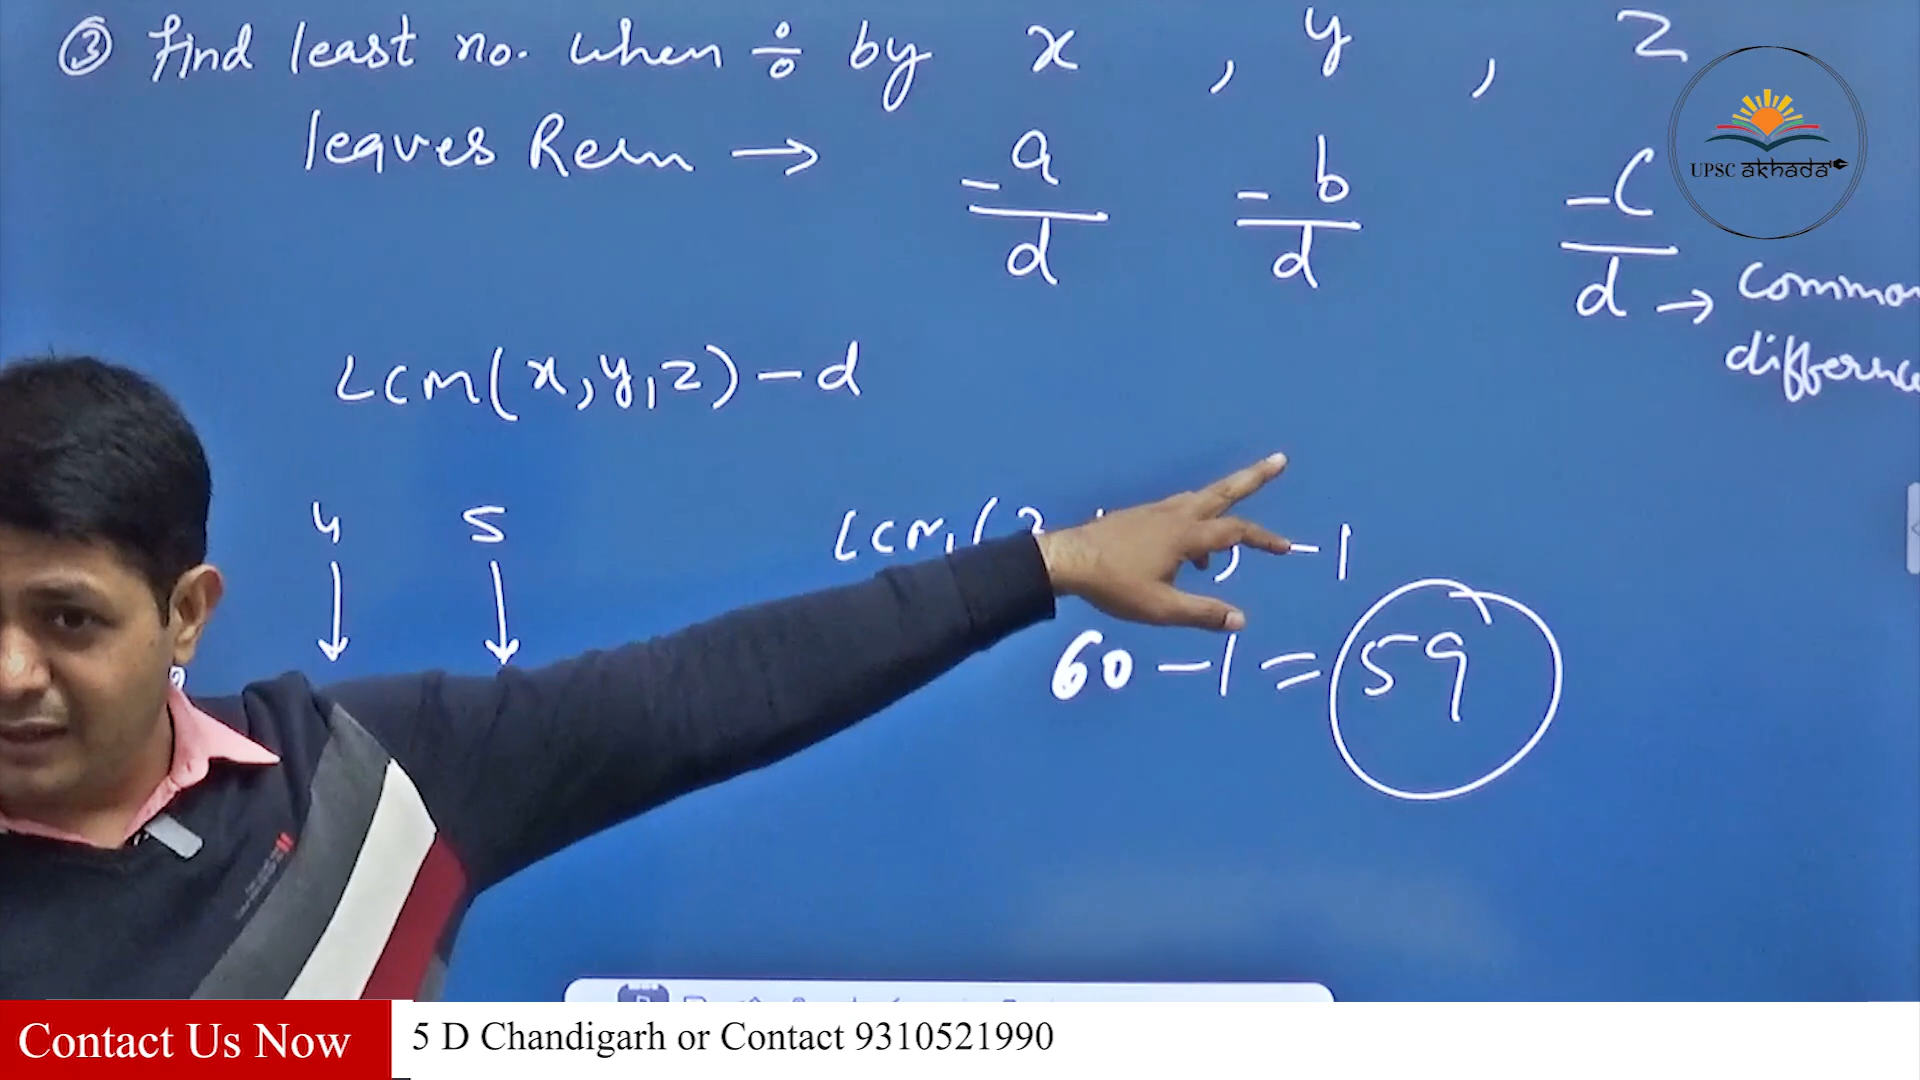 ③ Find least no. when ÷ by x , y , z
leaves Rem → a b c
- - -
d d d → common
difference
LCM(x,y,z)-d
4 5
LCM( -1
60-1=59
UPSC akhada
Contact Us Now
5 D Chandigarh or Contact 9310521990